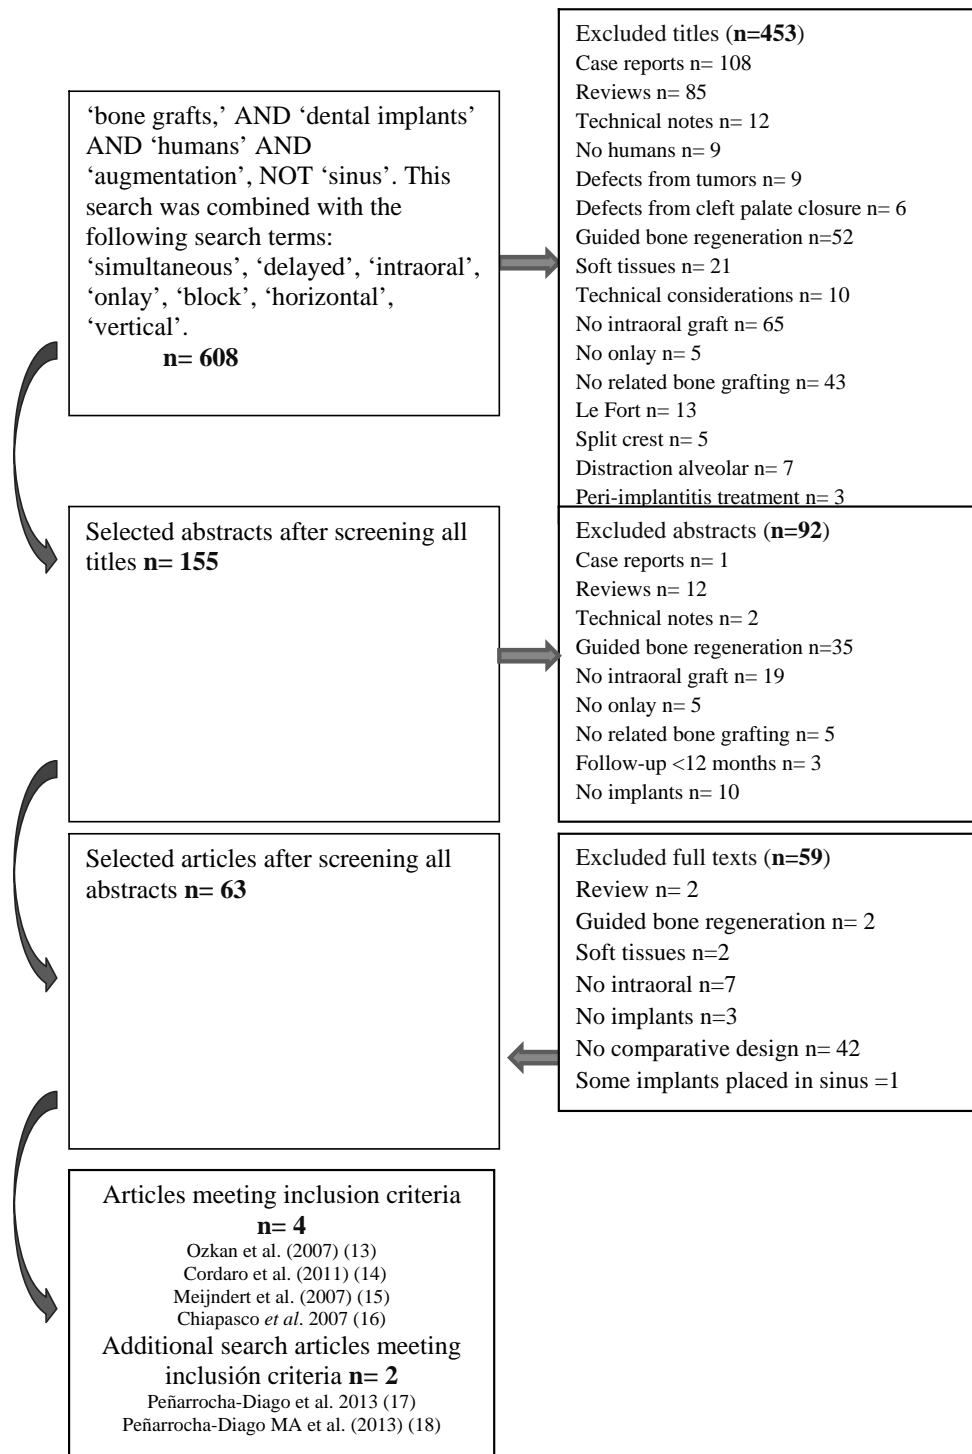 ‘bone grafts,’ AND ‘dental implants’
AND ‘humans’ AND
‘augmentation’, NOT ‘sinus’. This
search was combined with the
following search terms:
‘simultaneous’, ‘delayed’, ‘intraoral’,
‘onlay’, ‘block’, ‘horizontal’,
‘vertical’.
n= 608
Excluded titles (n=453)
Case reports n= 108
Reviews n= 85
Technical notes n= 12
No humans n= 9
Defects from tumors n= 9
Defects from cleft palate closure n= 6
Guided bone regeneration n=52
Soft tissues n= 21
Technical considerations n= 10
No intraoral graft n= 65
No onlay n= 5
No related bone grafting n= 43
Le Fort n= 13
Split crest n= 5
Distraction alveolar n= 7
Peri-implantitis treatment n= 3
Selected abstracts after screening all
titles n= 155
Excluded abstracts (n=92)
Case reports n= 1
Reviews n= 12
Technical notes n= 2
Guided bone regeneration n=35
No intraoral graft n= 19
No onlay n= 5
No related bone grafting n= 5
Follow-up <12 months n= 3
No implants n= 10
Selected articles after screening all
abstracts n= 63
Excluded full texts (n=59)
Review n= 2
Guided bone regeneration n= 2
Soft tissues n=2
No intraoral n=7
No implants n=3
No comparative design n= 42
Some implants placed in sinus =1
Articles meeting inclusion criteria
n= 4
Ozkan et al. (2007) (13)
Cordaro et al. (2011) (14)
Meijndert et al. (2007) (15)
Chiapasco et al. 2007 (16)
Additional search articles meeting
inclusión criteria n= 2
Peñarrocha-Diago et al. 2013 (17)
Peñarrocha-Diago MA et al. (2013) (18)